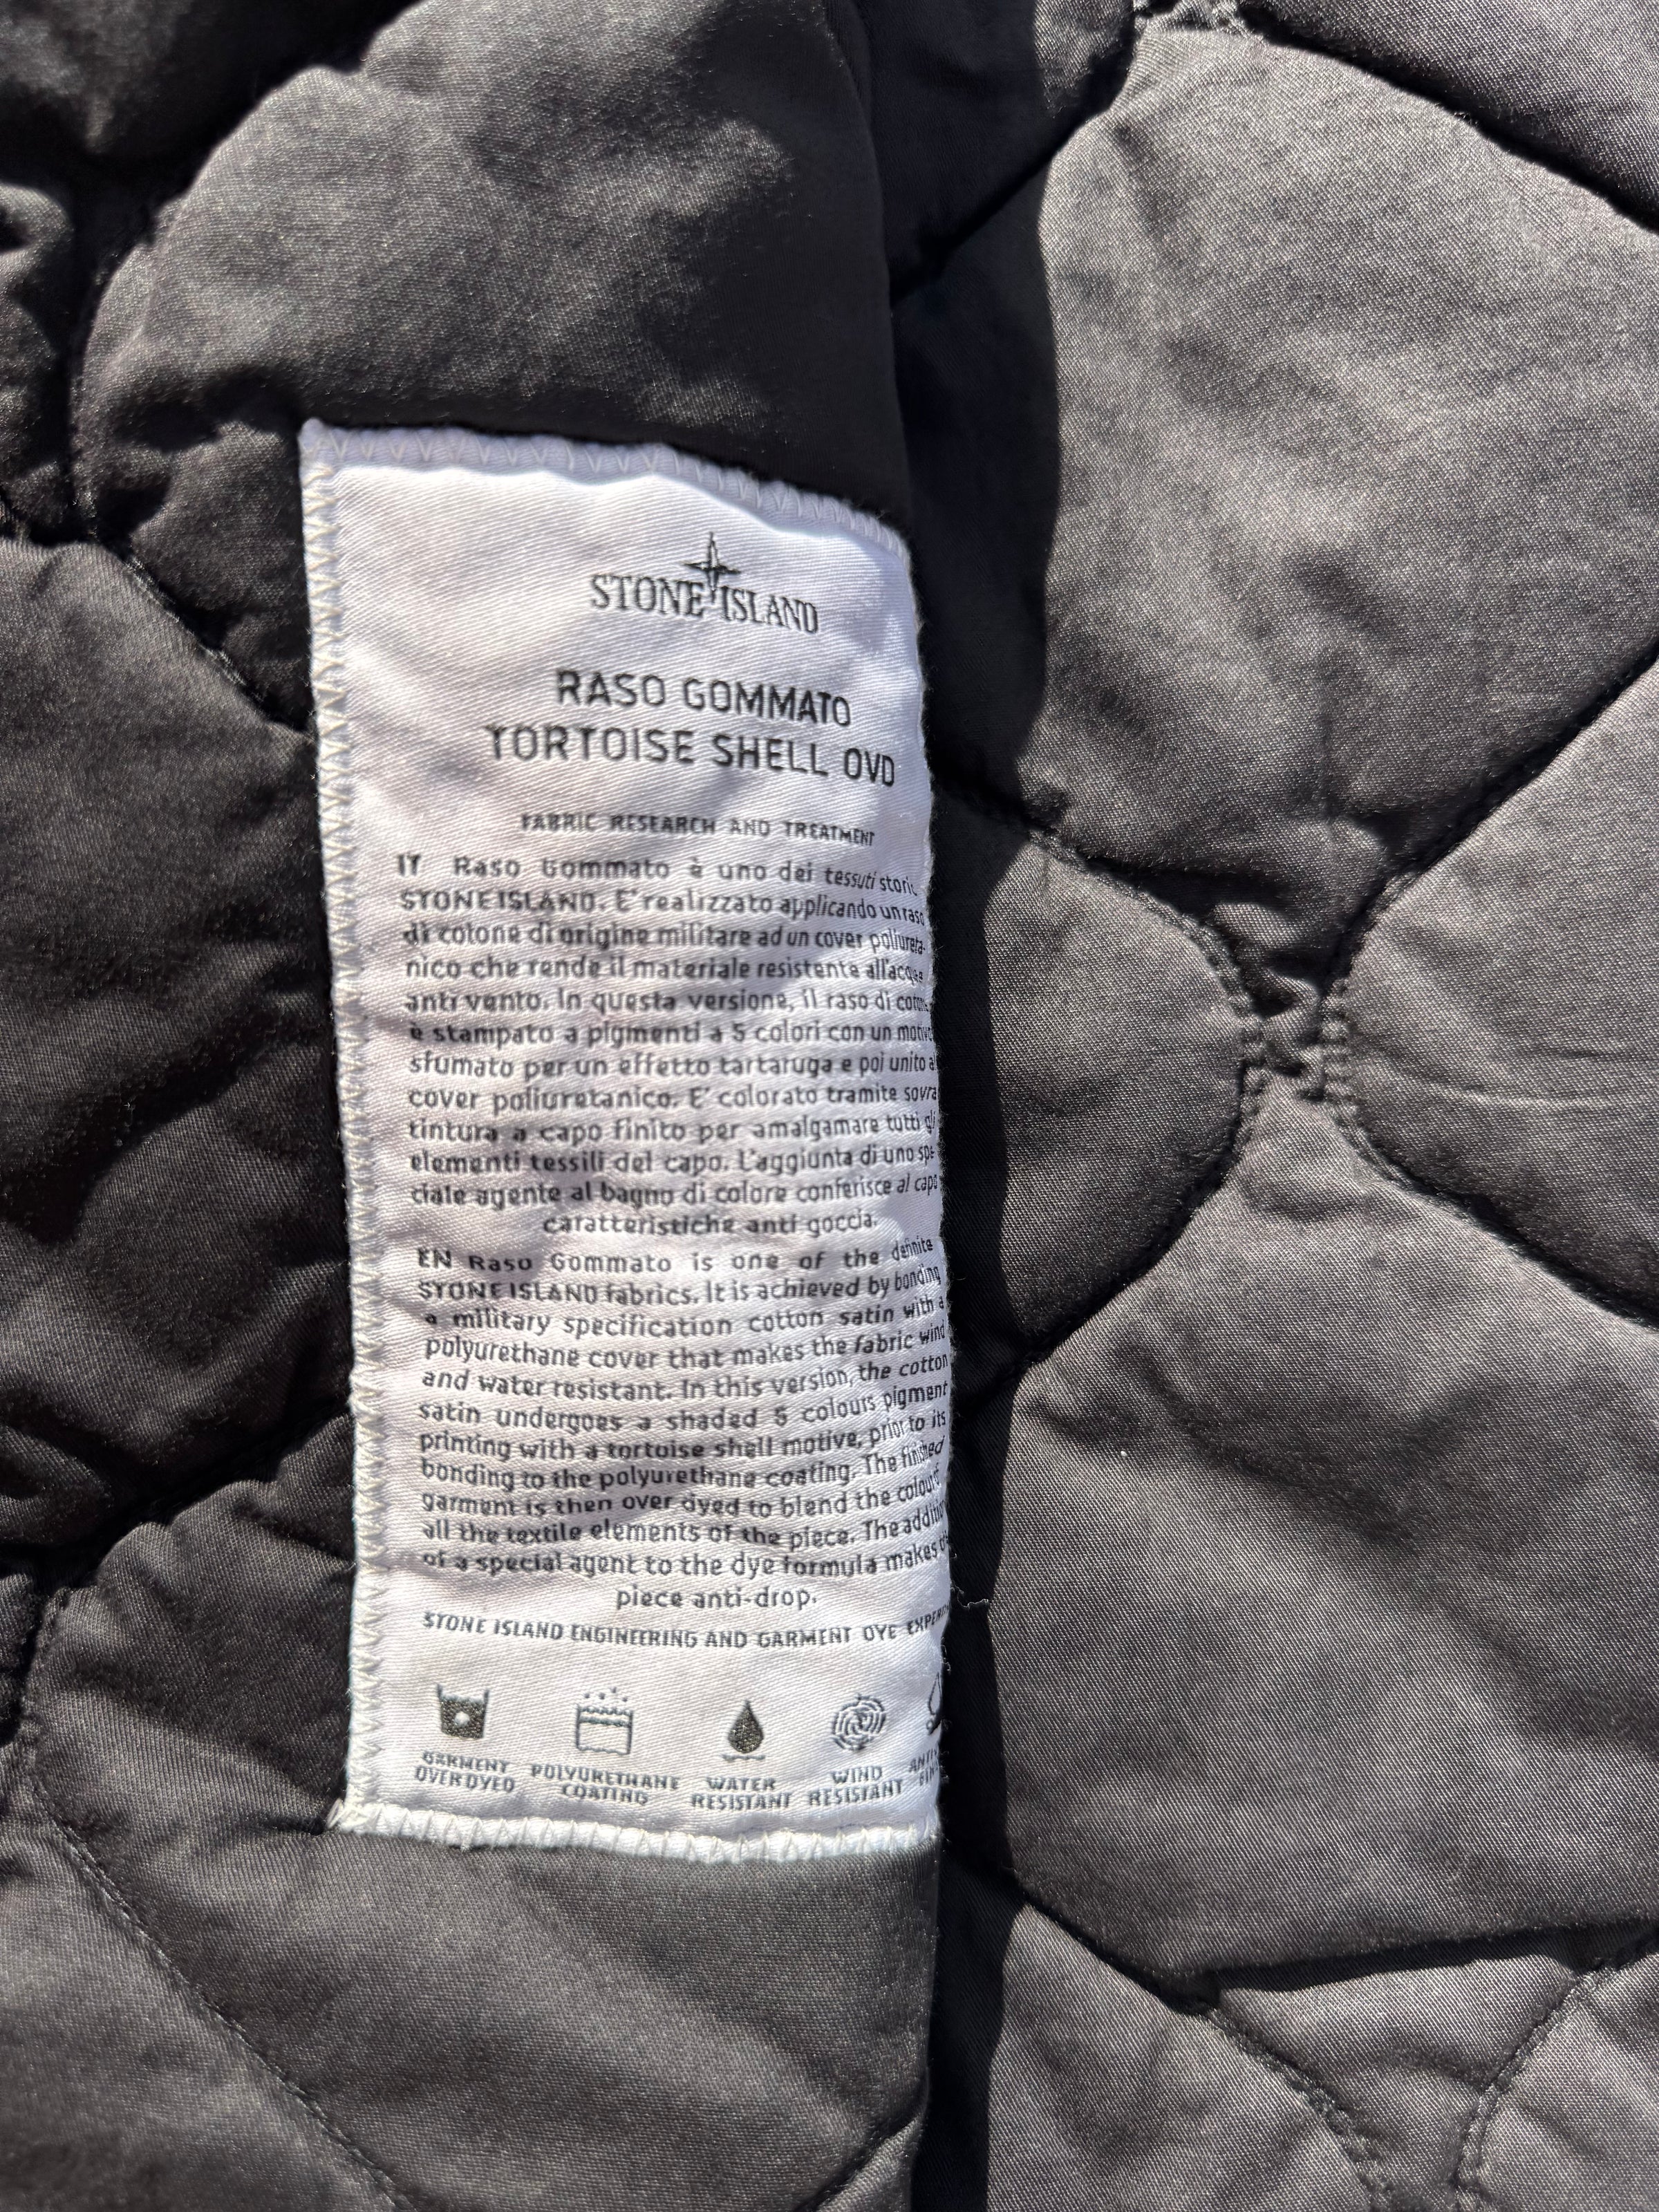 STONE ISLAND
RASO GOMMATO
TORTOISE SHELL OVD
FABRIC RESEARCH AND TREATMENT
IT Raso Gommato è uno dei tessuti
STONE ISLAND. E' realizzato applicando un raso
di cotone di origine militare ad un cover poliureta-
nico che rende il materiale resistente
anti vento. In questa versione, il raso di
è stampato a pigmenti a 5 colori con un
sfumato per un effetto tartaruga e poi unito
cover poliuretanico. E' colorato tramite sovra
tintura a capo finito per amalgamare tutti gli
elementi tessili del capo. L'aggiunta di uno spe
ciale agente al bagno di colore conferisce al capo
caratteristiche anti goccia.
EN Raso Gommato is one of the definite
STONE ISLAND fabrics. It is achieved by bonding
a military specification cotton satin with a
polyurethane cover that makes the fabric wind
and water resistant. In this version, the cotton
satin undergoes a shaded 5 colours pigment
printing with a tortoise shell motive, prior to its
bonding to the polyurethane coating. The finished
garment is then over dyed to blend the colour of
all the textile elements of the piece. The
of a special agent to the dye formula makes
piece anti-drop.
STONE ISLAND ENGINEERING AND GARMENT DYE
GARMENT OVER DYED
POLYURETHANE COATING
WATER RESISTANT
WIND RESISTANT